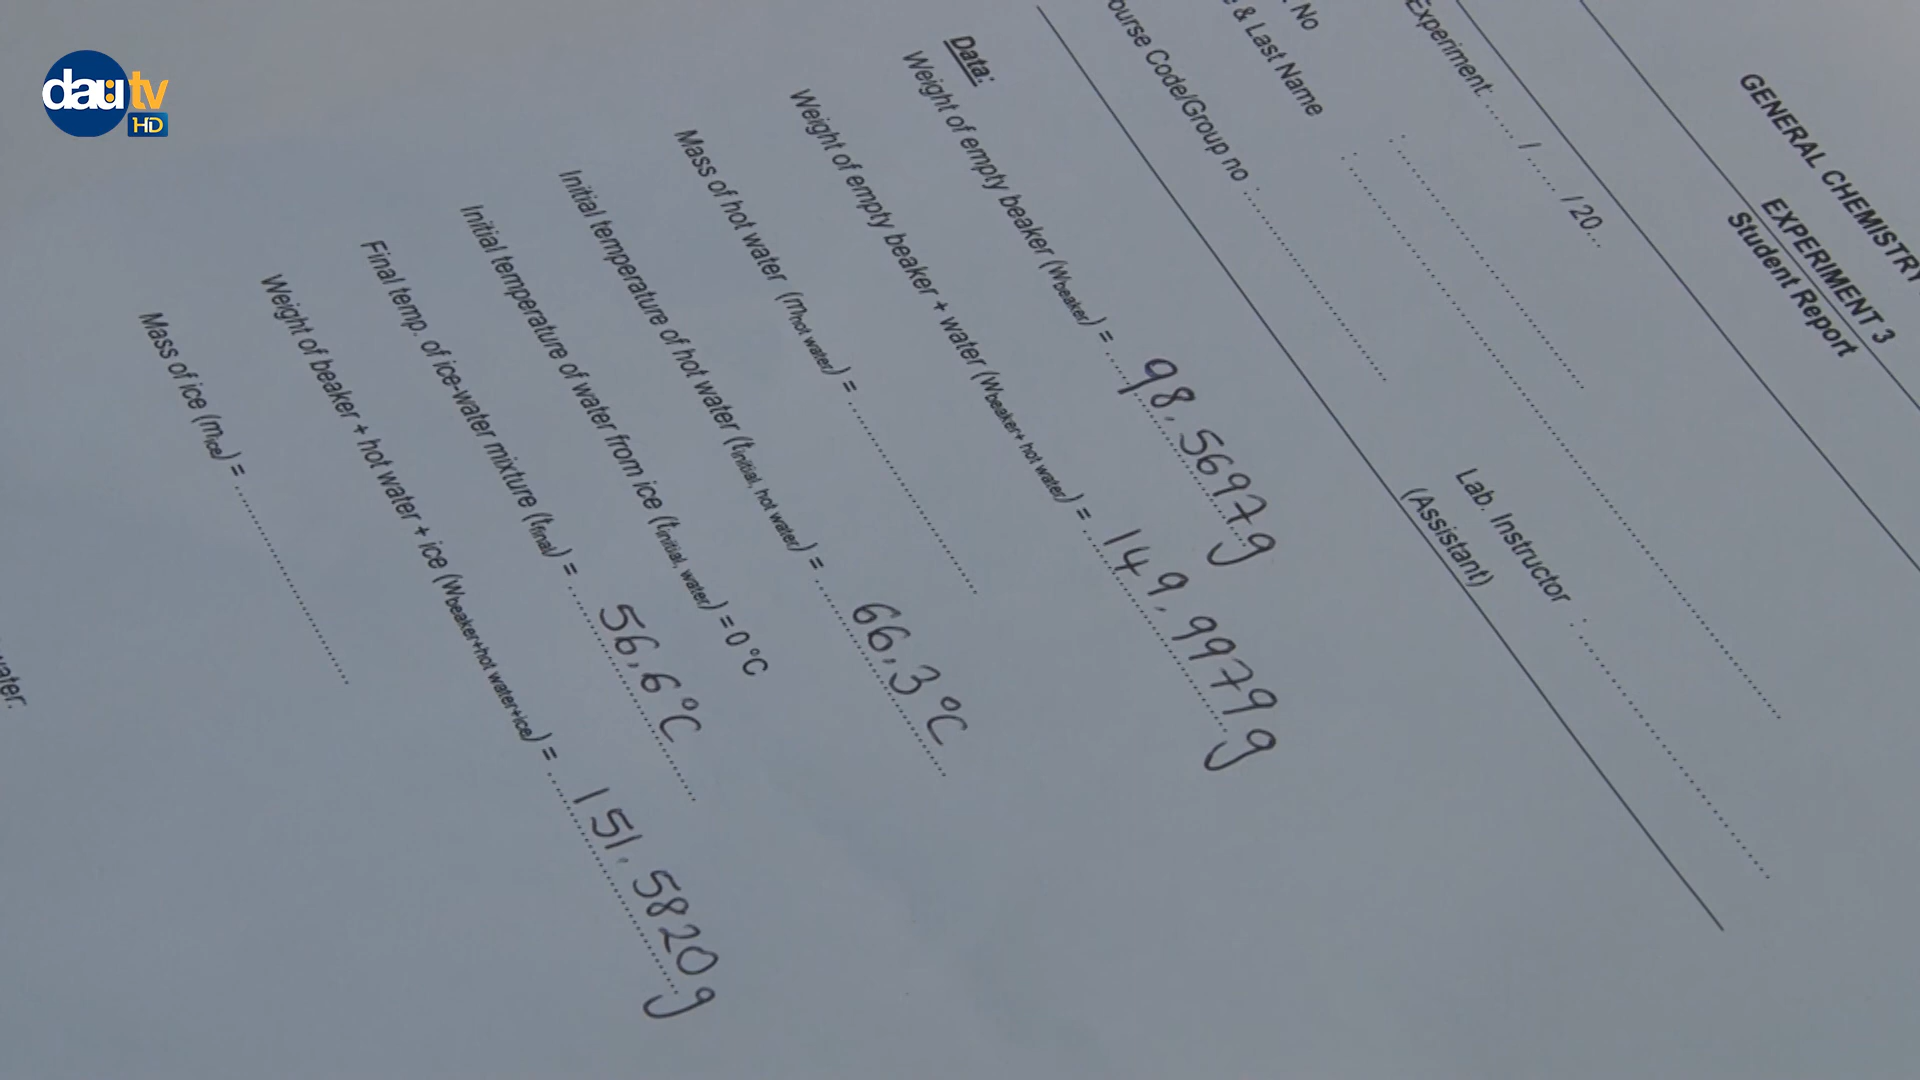 dau:tv
HD
GENERAL CHEMISTRY
EXPERIMENT 3
Student Report
Experiment: ...... / ...... / 20...
No
& Last Name :
:
ourse Code/Group no :
Lab. Instructor :
(Assistant)
Data:
Weight of empty beaker (wbeaker) = 98.5697g
Weight of empty beaker + water (wbeaker+ hot water) = 149.9979g
Mass of hot water (mhot water) =
Initial temperature of hot water (tinitial, hot water) = 66,3°C
Initial temperature of water from ice (tinitial, water) = 0 °C
Final temp. of ice-water mixture (tfinal) = 56,6°C
Weight of beaker + hot water + ice (wbeaker+hot water+ice) = 151.5820g
Mass of ice (mice) =